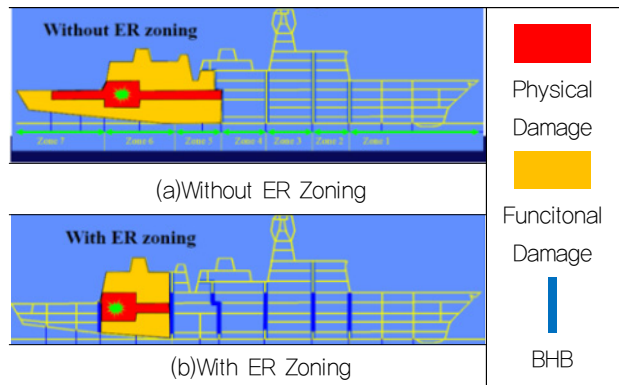 Without ER zoning
Zone 7 Zone 6 Zone 5 Zone 4 Zone 3 Zone 2 Zone 1
(a)Without ER Zoning
With ER zoning
(b)With ER Zoning
Physical
Damage
Funcitonal
Damage
BHB